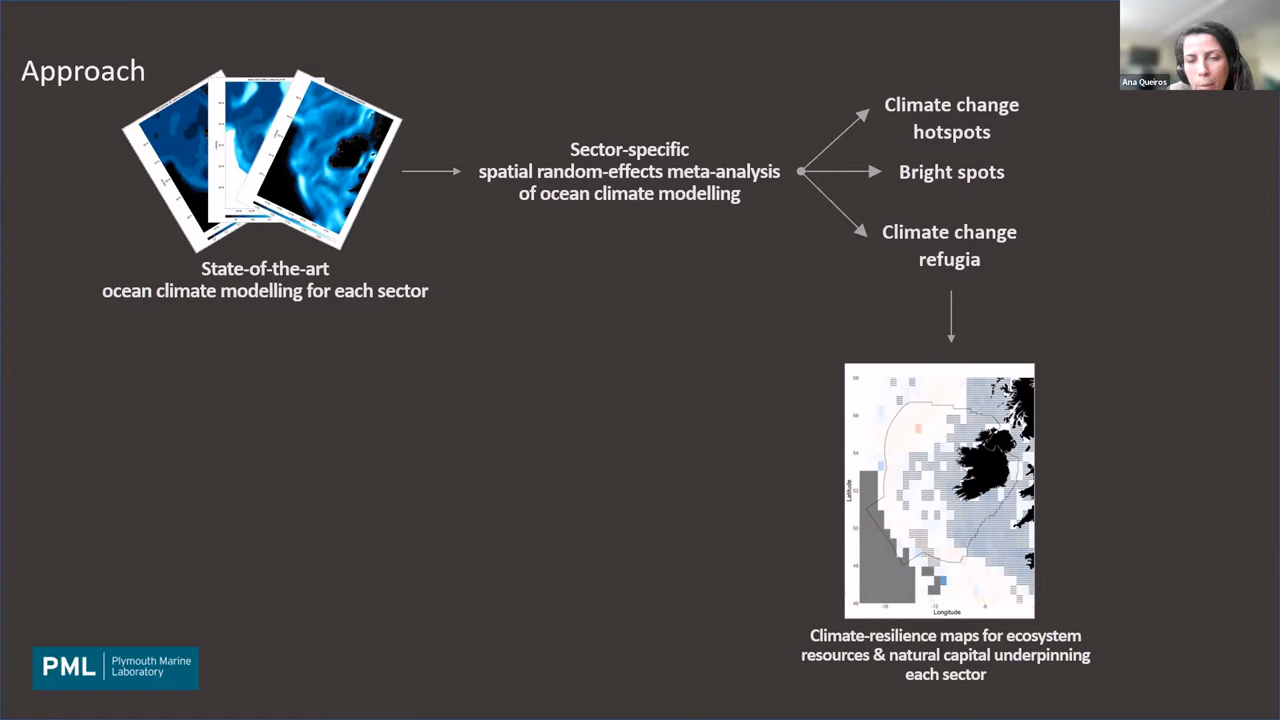 Approach
Ana Queiros
State-of-the-art
ocean climate modelling for each sector
Sector-specific
spatial random-effects meta-analysis
of ocean climate modelling
Climate change
hotspots
Bright spots
Climate change
refugia
Latitude
Longitude
Climate-resilience maps for ecosystem
resources & natural capital underpinning
each sector
PML
Plymouth Marine
Laboratory